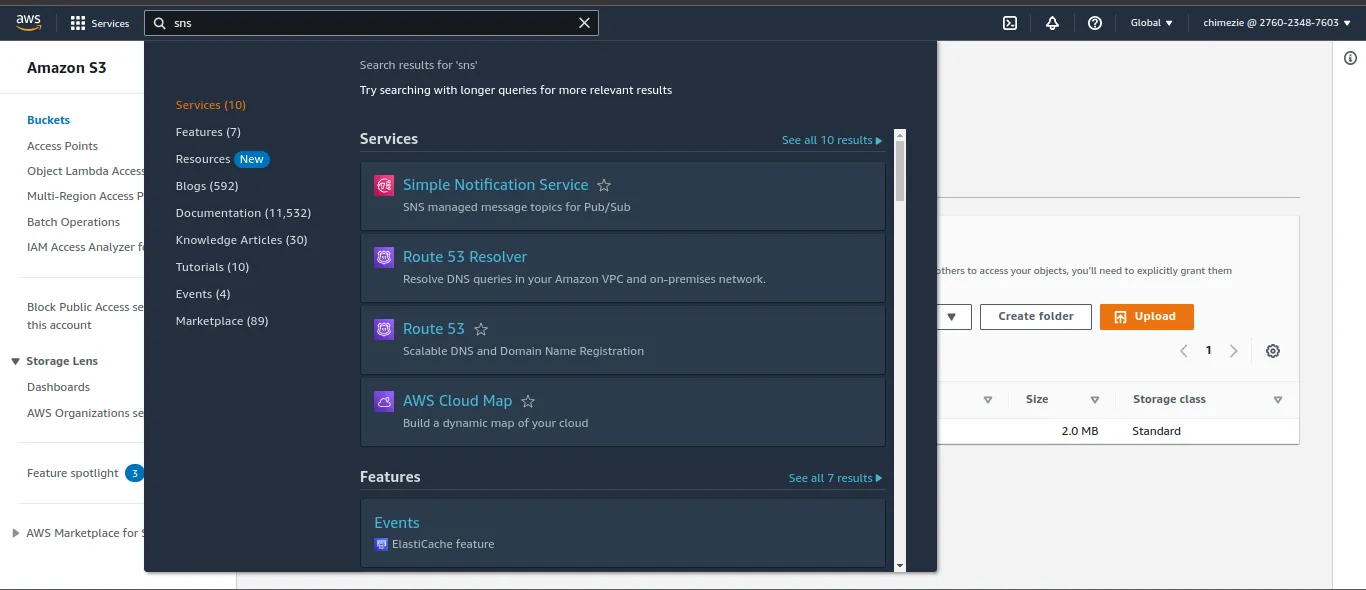 aws
Services
sns
Global
chimezie @ 2760-2348-7603
Amazon S3
Buckets
Access Points
Object Lambda Access
Multi-Region Access P
Batch Operations
IAM Access Analyzer fo
Block Public Access se
this account
Storage Lens
Dashboards
AWS Organizations se
Feature spotlight 3
AWS Marketplace for S
Services (10)
Features (7)
Resources New
Blogs (592)
Documentation (11,532)
Knowledge Articles (30)
Tutorials (10)
Events (4)
Marketplace (89)
Search results for 'sns'
Try searching with longer queries for more relevant results
Services
See all 10 results
Simple Notification Service
SNS managed message topics for Pub/Sub
Route 53 Resolver
Resolve DNS queries in your Amazon VPC and on-premises network.
Route 53
Scalable DNS and Domain Name Registration
AWS Cloud Map
Build a dynamic map of your cloud
Features
See all 7 results
Events
ElastiCache feature
others to access your objects, you'll need to explicitly grant them
Create folder
Upload
1
Size
Storage class
2.0 MB
Standard